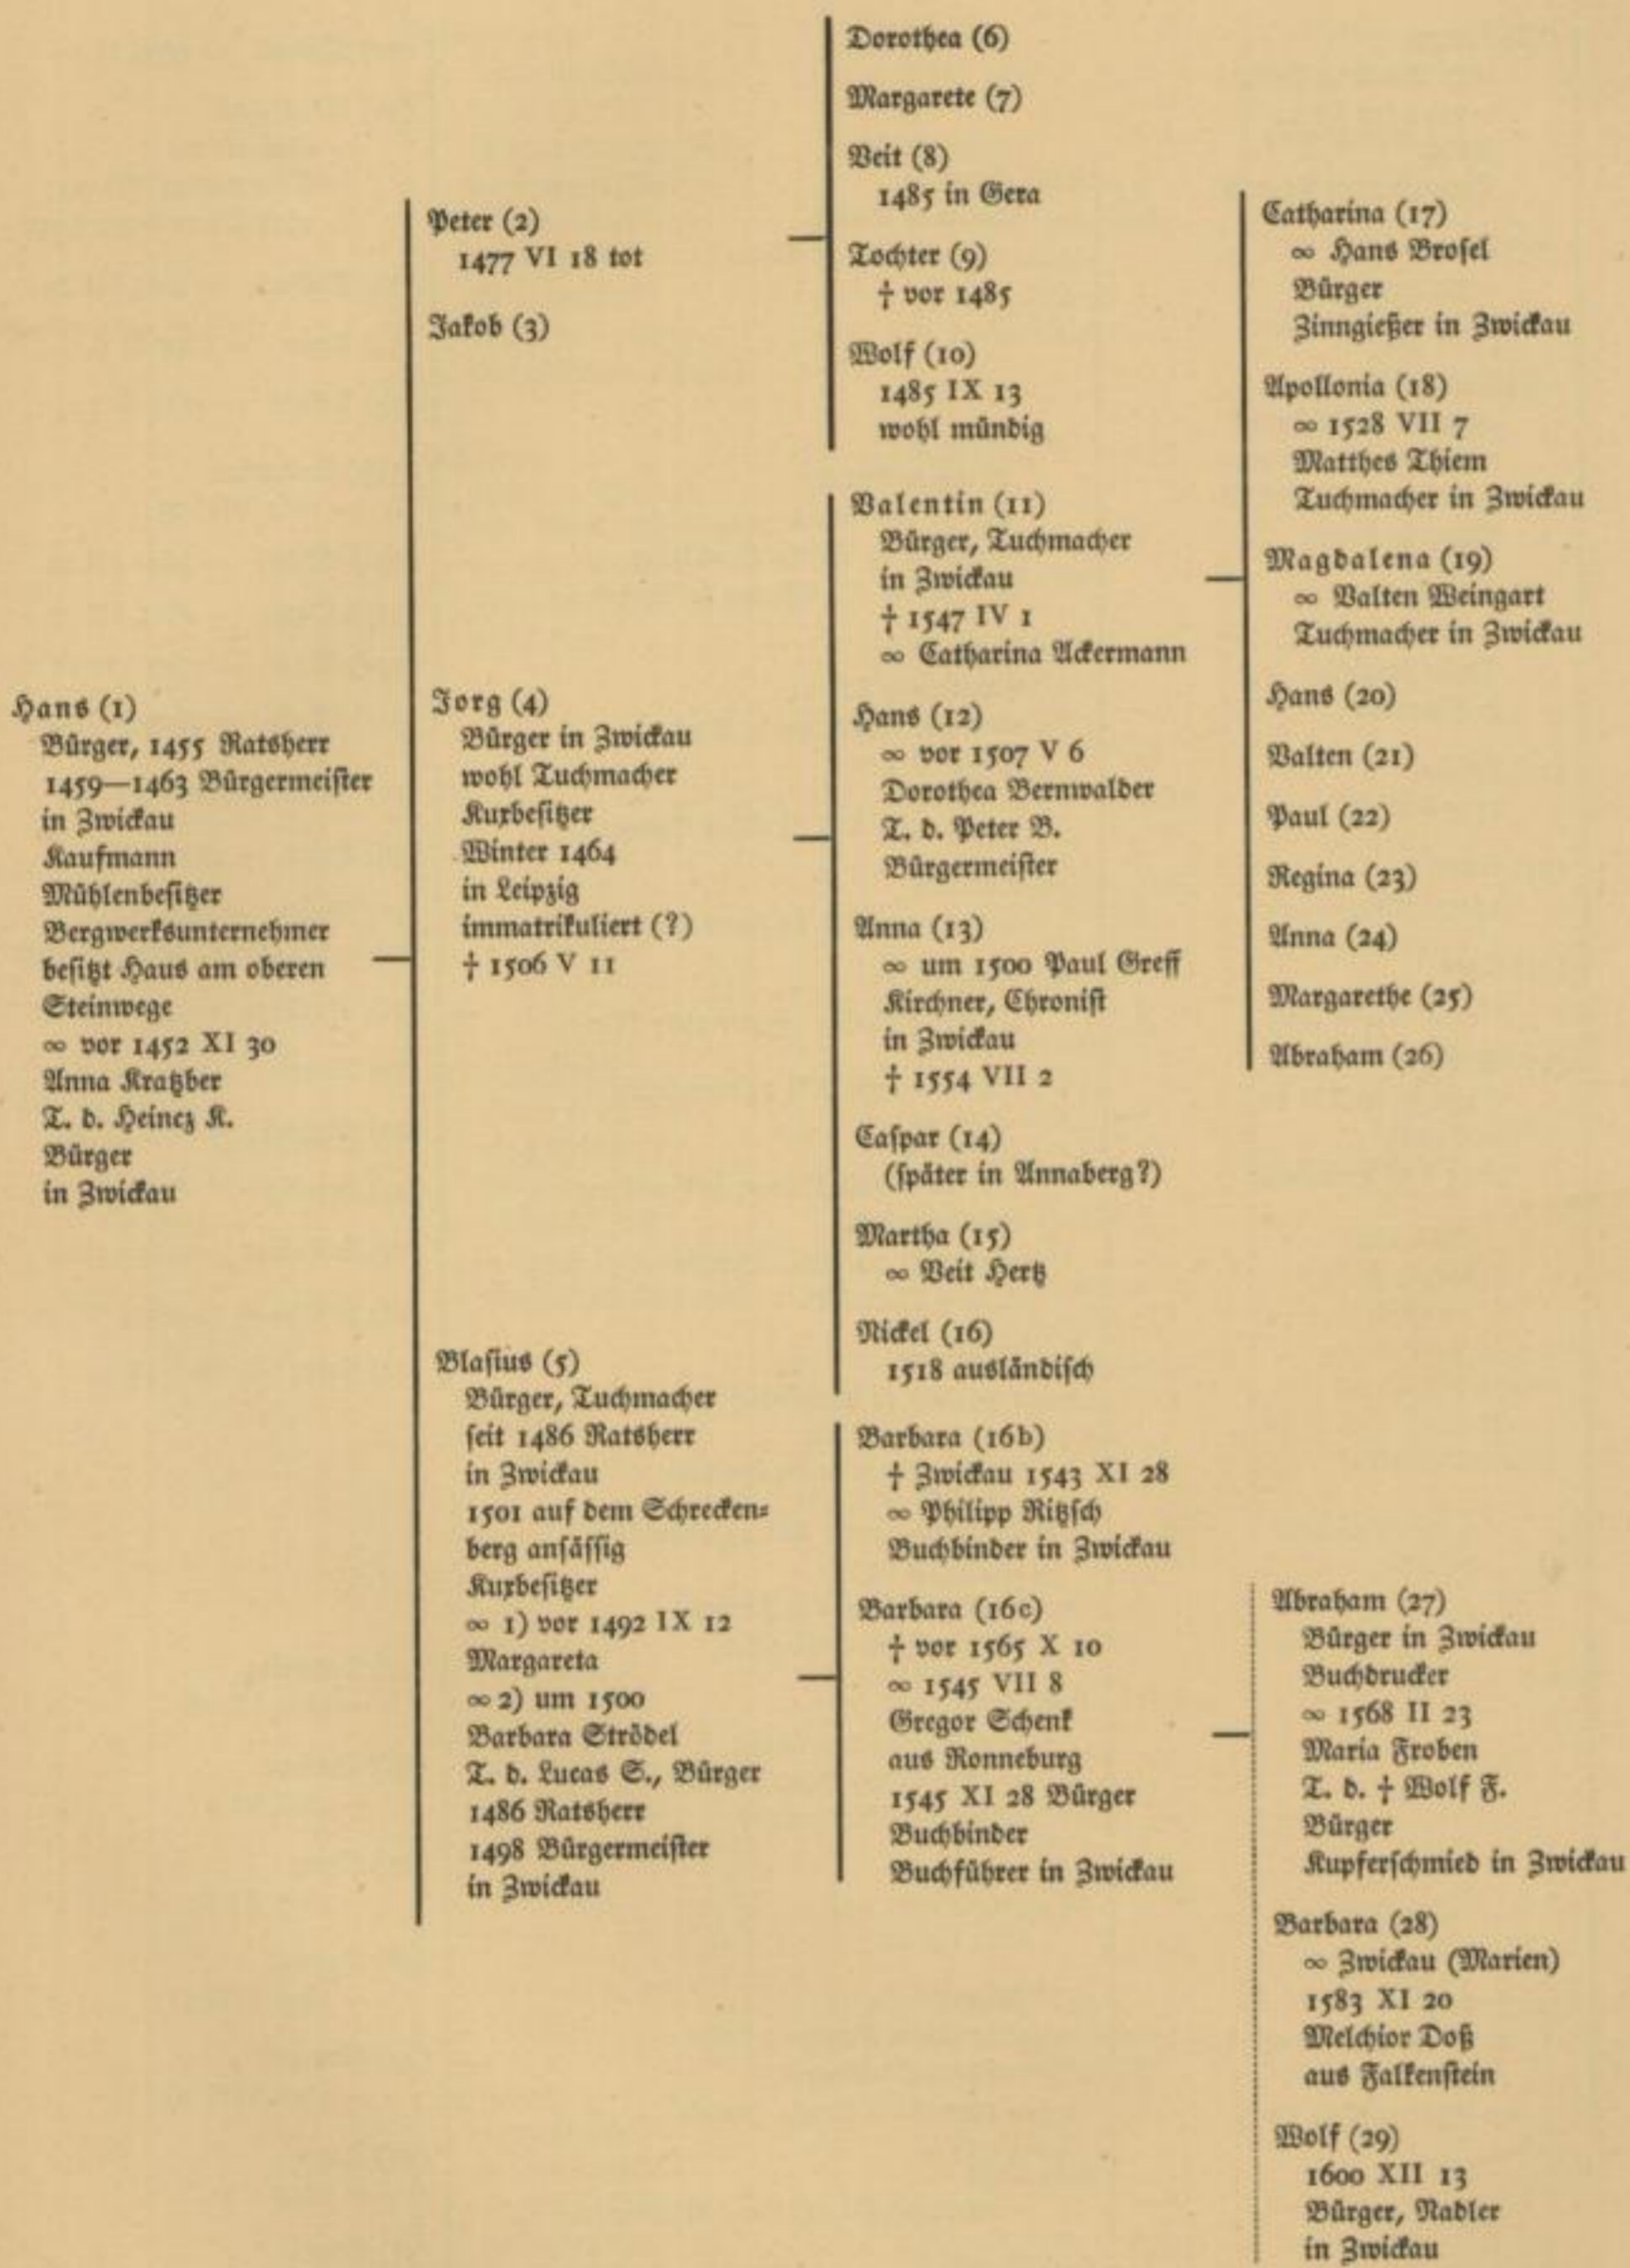 Hans (1)
Bürger, 1455 Ratsherr
1459—1463 Bürgermeister
in Zwickau
Kaufmann
Mühlenbesitzer
Bergwerksunternehmer
besitzt Haus am oberen
Steinwege
∞ vor 1452 XI 30
Anna Kratzber
T. d. Heincz K.
Bürger
in Zwickau
Peter (2)
1477 VI 18 tot
Jakob (3)
Jorg (4)
Bürger in Zwickau
wohl Tuchmacher
Kuxbesitzer
Winter 1464
in Leipzig
immatrikuliert (?)
† 1506 V 11
Blasius (5)
Bürger, Tuchmacher
seit 1486 Ratsherr
in Zwickau
1501 auf dem Schrecken-
berg ansässig
Kuxbesitzer
∞ 1) vor 1492 IX 12
Margareta
∞ 2) um 1500
Barbara Strödel
T. d. Lucas S., Bürger
1486 Ratsherr
1498 Bürgermeister
in Zwickau
Dorothea (6)
Margarete (7)
Veit (8)
1485 in Gera
Tochter (9)
† vor 1485
Wolf (10)
1485 IX 13
wohl mündig
Valentin (11)
Bürger, Tuchmacher
in Zwickau
† 1547 IV 1
∞ Catharina Ackermann
Hans (12)
∞ vor 1507 V 6
Dorothea Bernwalder
T. d. Peter B.
Bürgermeister
Anna (13)
∞ um 1500 Paul Greff
Kirchner, Chronist
in Zwickau
† 1554 VII 2
Caspar (14)
(später in Annaberg?)
Martha (15)
∞ Veit Hertz
Nickel (16)
1518 ausländisch
Barbara (16b)
† Zwickau 1543 XI 28
∞ Philipp Ritzsch
Buchbinder in Zwickau
Barbara (16c)
† vor 1565 X 10
∞ 1545 VII 8
Gregor Schenk
aus Ronneburg
1545 XI 28 Bürger
Buchbinder
Buchführer in Zwickau
Catharina (17)
∞ Hans Brosel
Bürger
Zinngießer in Zwickau
Apollonia (18)
∞ 1528 VII 7
Matthes Thiem
Tuchmacher in Zwickau
Magdalena (19)
∞ Valten Weingart
Tuchmacher in Zwickau
Hans (20)
Valten (21)
Paul (22)
Regina (23)
Anna (24)
Margarethe (25)
Abraham (26)
Abraham (27)
Bürger in Zwickau
Buchdrucker
∞ 1568 II 23
Maria Froben
T. d. † Wolf F.
Bürger
Kupferschmied in Zwickau
Barbara (28)
∞ Zwickau (Marien)
1583 XI 20
Melchior Doß
aus Falkenstein
Wolf (29)
1600 XII 13
Bürger, Nadler
in Zwickau